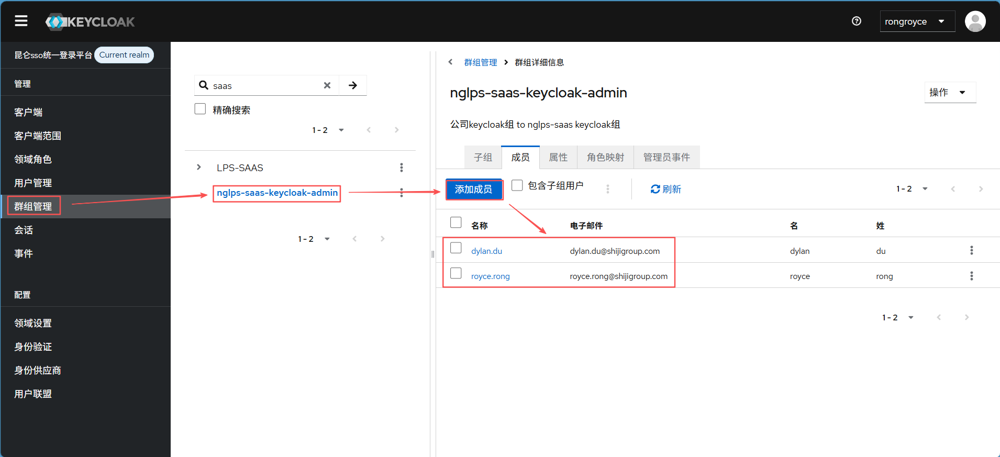 KEYCLOAK
rongroyce
昆仑sso统一登录平台 Current realm
管理
客户端
客户端范围
领域角色
用户管理
群组管理
会话
事件
配置
领域设置
身份验证
身份供应商
用户联盟
saas
精确搜索
1 - 2
LPS-SAAS
nglps-saas-keycloak-admin
1 - 2
群组管理 群组详细信息
nglps-saas-keycloak-admin
操作
公司keycloak组 to nglps-saas keycloak组
子组 成员 属性 角色映射 管理员事件
添加成员 包含子组用户 刷新 1 - 2
名称 电子邮件 名 姓
dylan.du dylan.du@shijigroup.com dylan du
royce.rong royce.rong@shijigroup.com royce rong
1 - 2